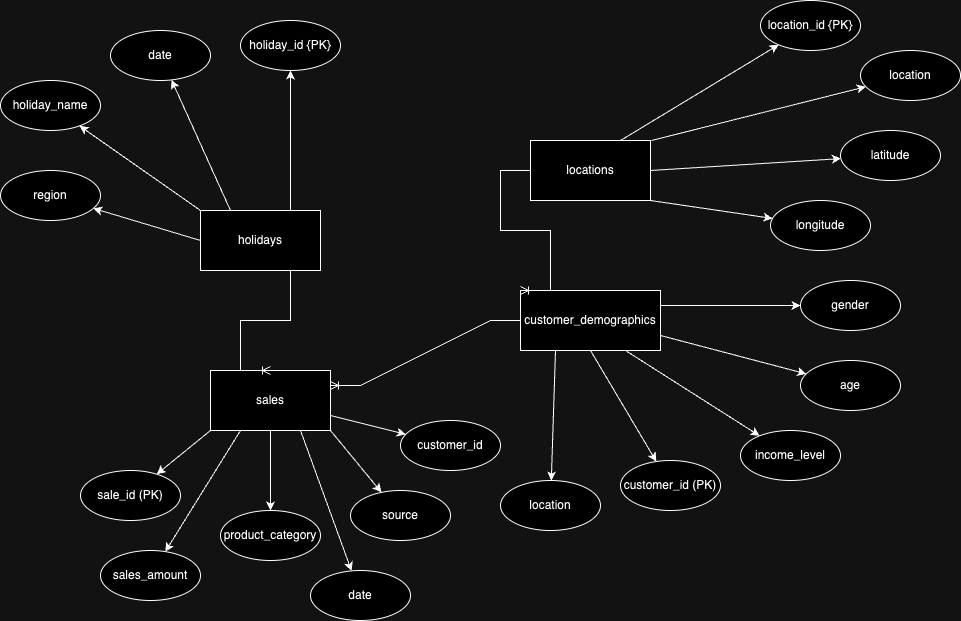 location_id {PK}
holiday_id {PK}
date
location
holiday_name
latitude
locations
region
longitude
holidays
gender
customer_demographics
age
sales
customer_id
income_level
customer_id (PK)
sale_id (PK)
location
source
product_category
sales_amount
date